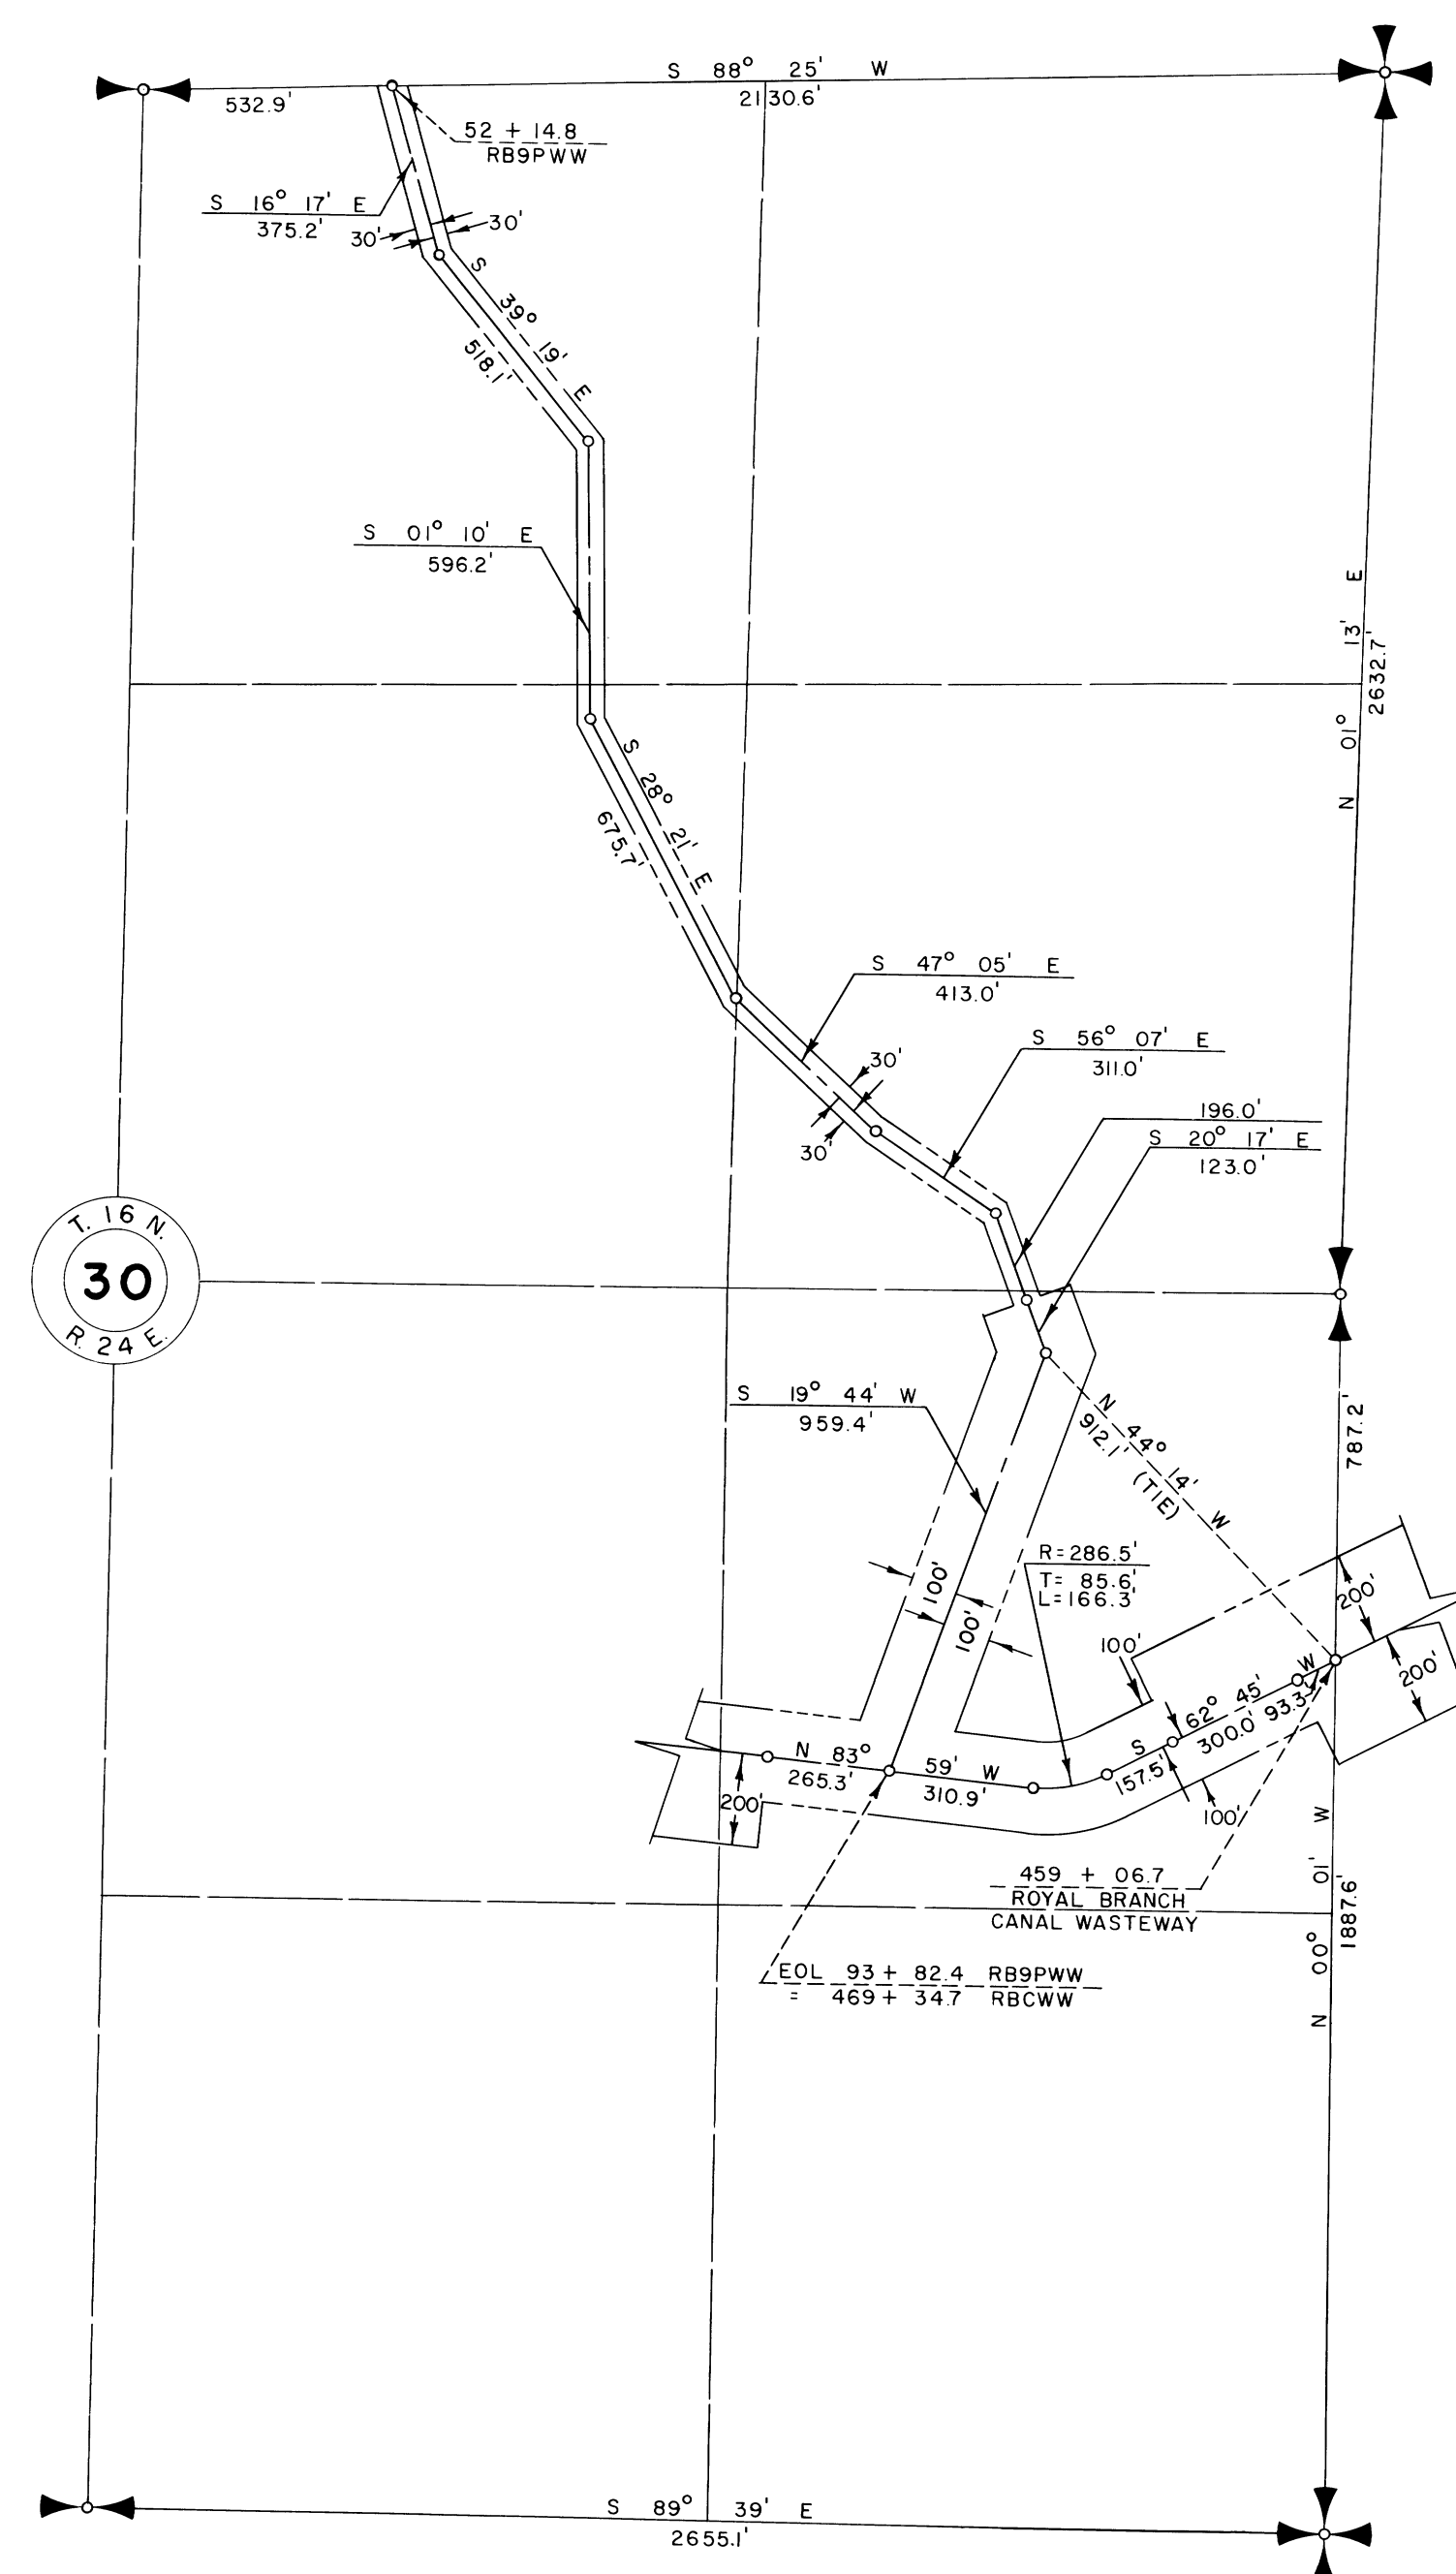 S 88° 25' W
532.9'
2130.6'
52 + 14.8
RB9PWW
S 16° 17' E
375.2'
30'
30'
S 39° 19' E
518.1'
S 01° 10' E
596.2'
N 01° 13' E
2632.7'
S 28° 21' E
675.7'
S 47° 05' E
413.0'
30'
30'
S 56° 07' E
311.0'
196.0'
S 20° 17' E
123.0'
T. 16 N.
30
R. 24 E.
S 19° 44' W
959.4'
N 44° 14' W
912.1' (TIE)
787.2'
R=286.5'
T= 85.6'
L=166.3'
100'
100'
100'
200'
200'
S 62° 45' W
157.5'
300.0'
93.3'
N 83° 59' W
265.3'
310.9'
200'
100'
459 + 06.7
ROYAL BRANCH
CANAL WASTEWAY
EOL 93 + 82.4 RB9PWW
= 469 + 34.7 RBCWW
N 00° 01' W
1887.6'
S 89° 39' E
2655.1'